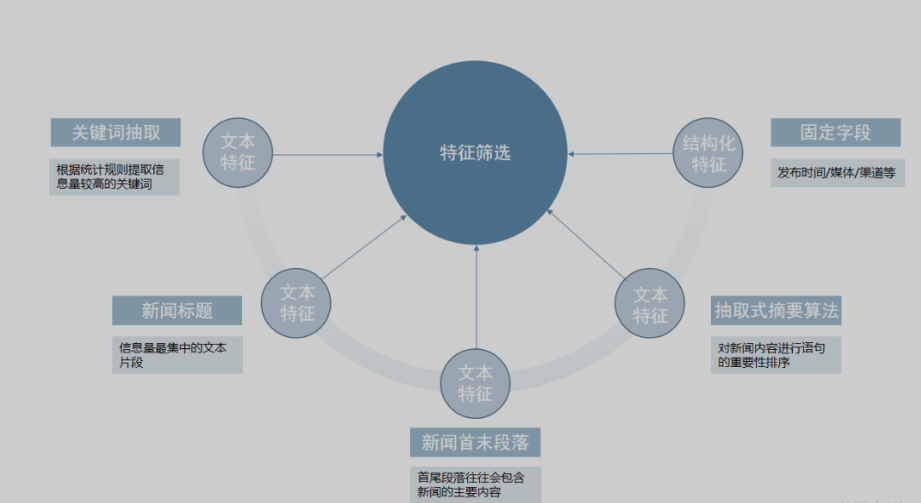 特征筛选
关键词抽取
文本
特征
根据统计规则提取信
息量较高的关键词
结构化
特征
固定字段
发布时间/媒体/渠道等
新闻标题
文本
特征
信息量最集中的文本
片段
文本
特征
抽取式摘要算法
对新闻内容进行语句
的重要性排序
文本
特征
新闻首末段落
首尾段落往往会包含
新闻的主要内容